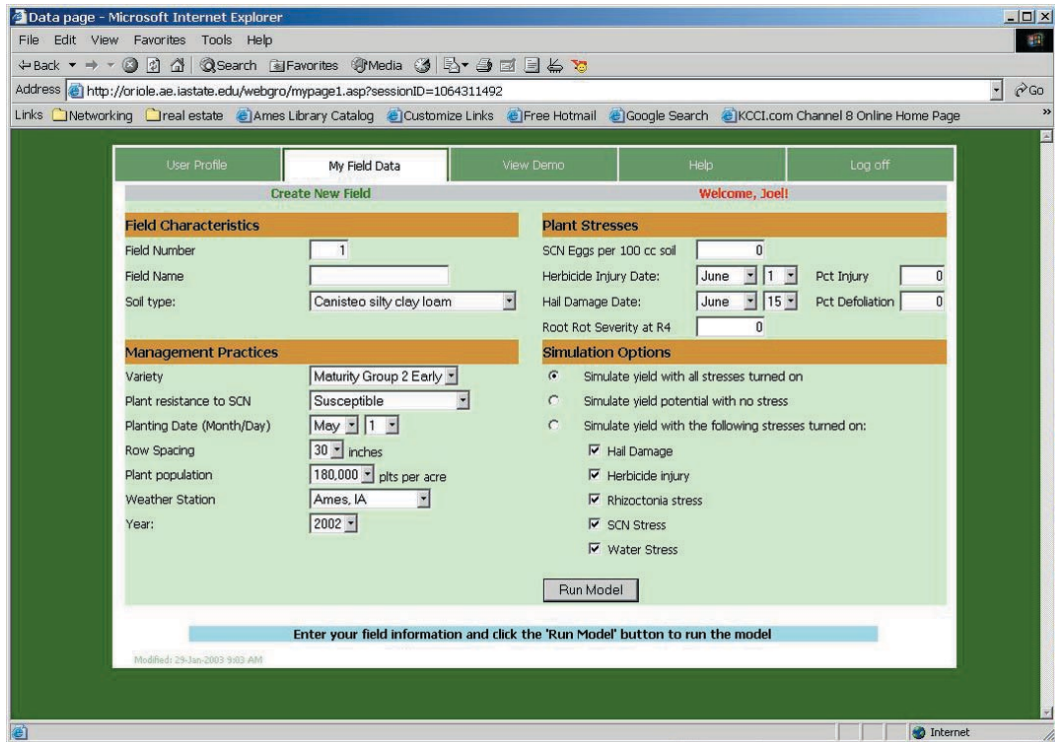 Data page - Microsoft Internet Explorer
File Edit View Favorites Tools Help
Back Search Favorites Media
Address http://oriole.ae.iastate.edu/webgro/mypage1.asp?sessionID=1064311492 Go
Links Networking real estate Ames Library Catalog Customize Links Free Hotmail Google Search KCCI.com Channel 8 Online Home Page »
User Profile My Field Data View Demo Help Log off
Create New Field Welcome, Joel!
Field Characteristics
Field Number 1
Field Name
Soil type: Canisteo silty clay loam
Plant Stresses
SCN Eggs per 100 cc soil 0
Herbicide Injury Date: June 1 Pct Injury 0
Hail Damage Date: June 15 Pct Defoliation 0
Root Rot Severity at R4 0
Management Practices
Variety Maturity Group 2 Early
Plant resistance to SCN Susceptible
Planting Date (Month/Day) May 1
Row Spacing 30 inches
Plant population 180,000 plts per acre
Weather Station Ames, IA
Year: 2002
Simulation Options
Simulate yield with all stresses turned on
Simulate yield potential with no stress
Simulate yield with the following stresses turned on:
Hail Damage
Herbicide injury
Rhizoctonia stress
SCN Stress
Water Stress
Run Model
Enter your field information and click the 'Run Model' button to run the model
Modified: 29-Jan-2003 9:03 AM
Internet